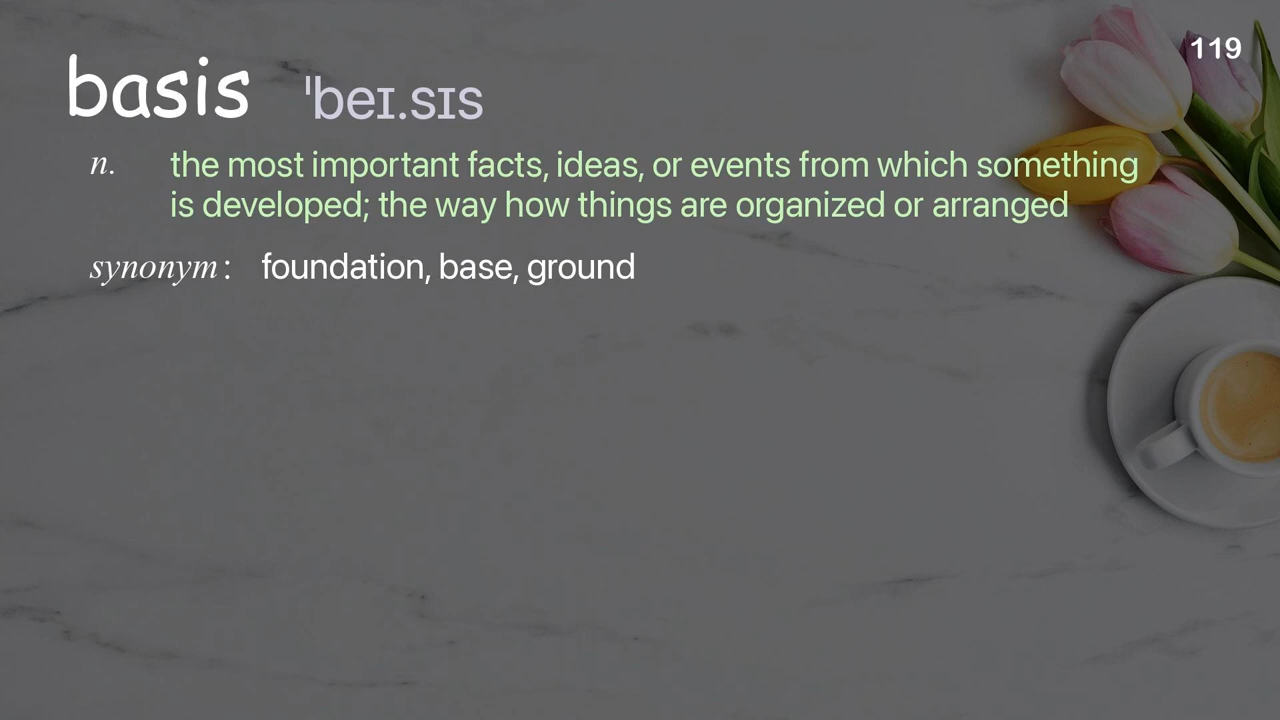 119
basis ˈbeɪ.sɪs
n. the most important facts, ideas, or events from which something
is developed; the way how things are organized or arranged
synonym: foundation, base, ground